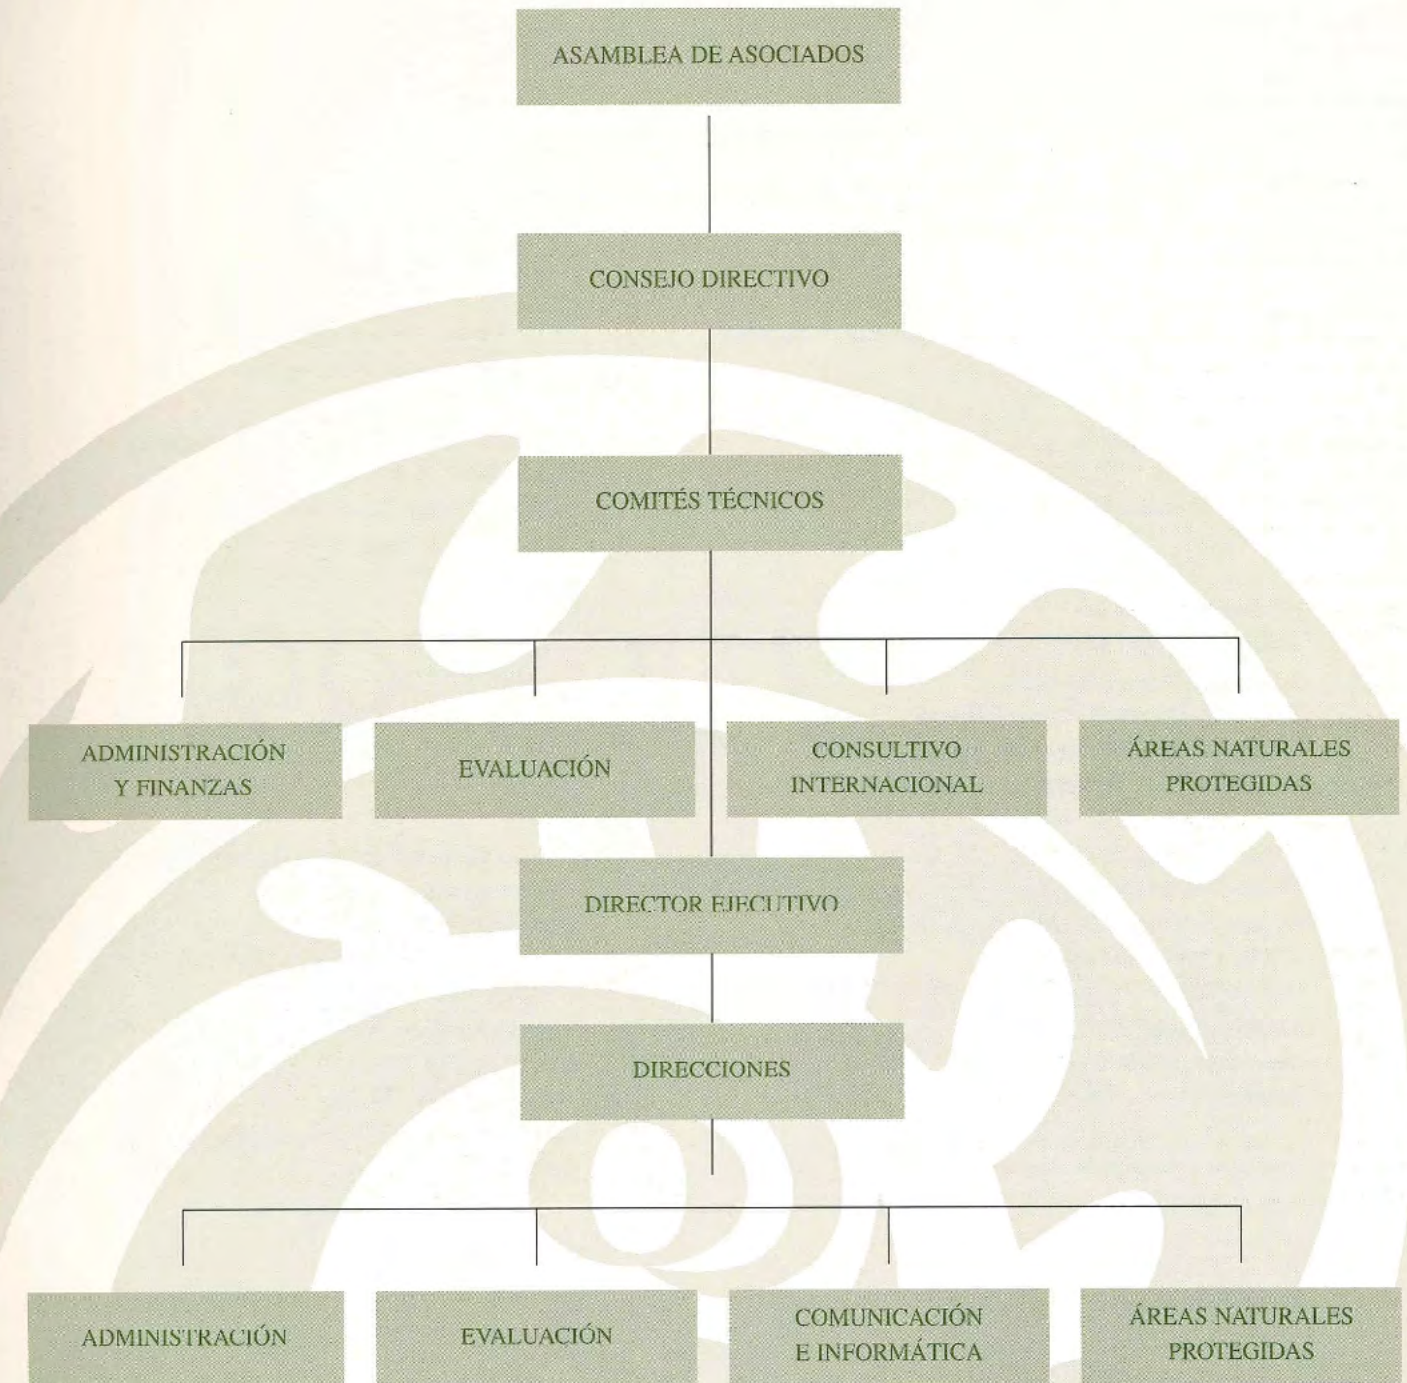 ASAMBLEA DE ASOCIADOS
CONSEJO DIRECTIVO
COMITÉS TÉCNICOS
ADMINISTRACIÓN
Y FINANZAS
EVALUACIÓN
CONSULTIVO
INTERNACIONAL
ÁREAS NATURALES
PROTEGIDAS
DIRECTOR EJECUTIVO
DIRECCIONES
ADMINISTRACIÓN
EVALUACIÓN
COMUNICACIÓN
E INFORMÁTICA
ÁREAS NATURALES
PROTEGIDAS